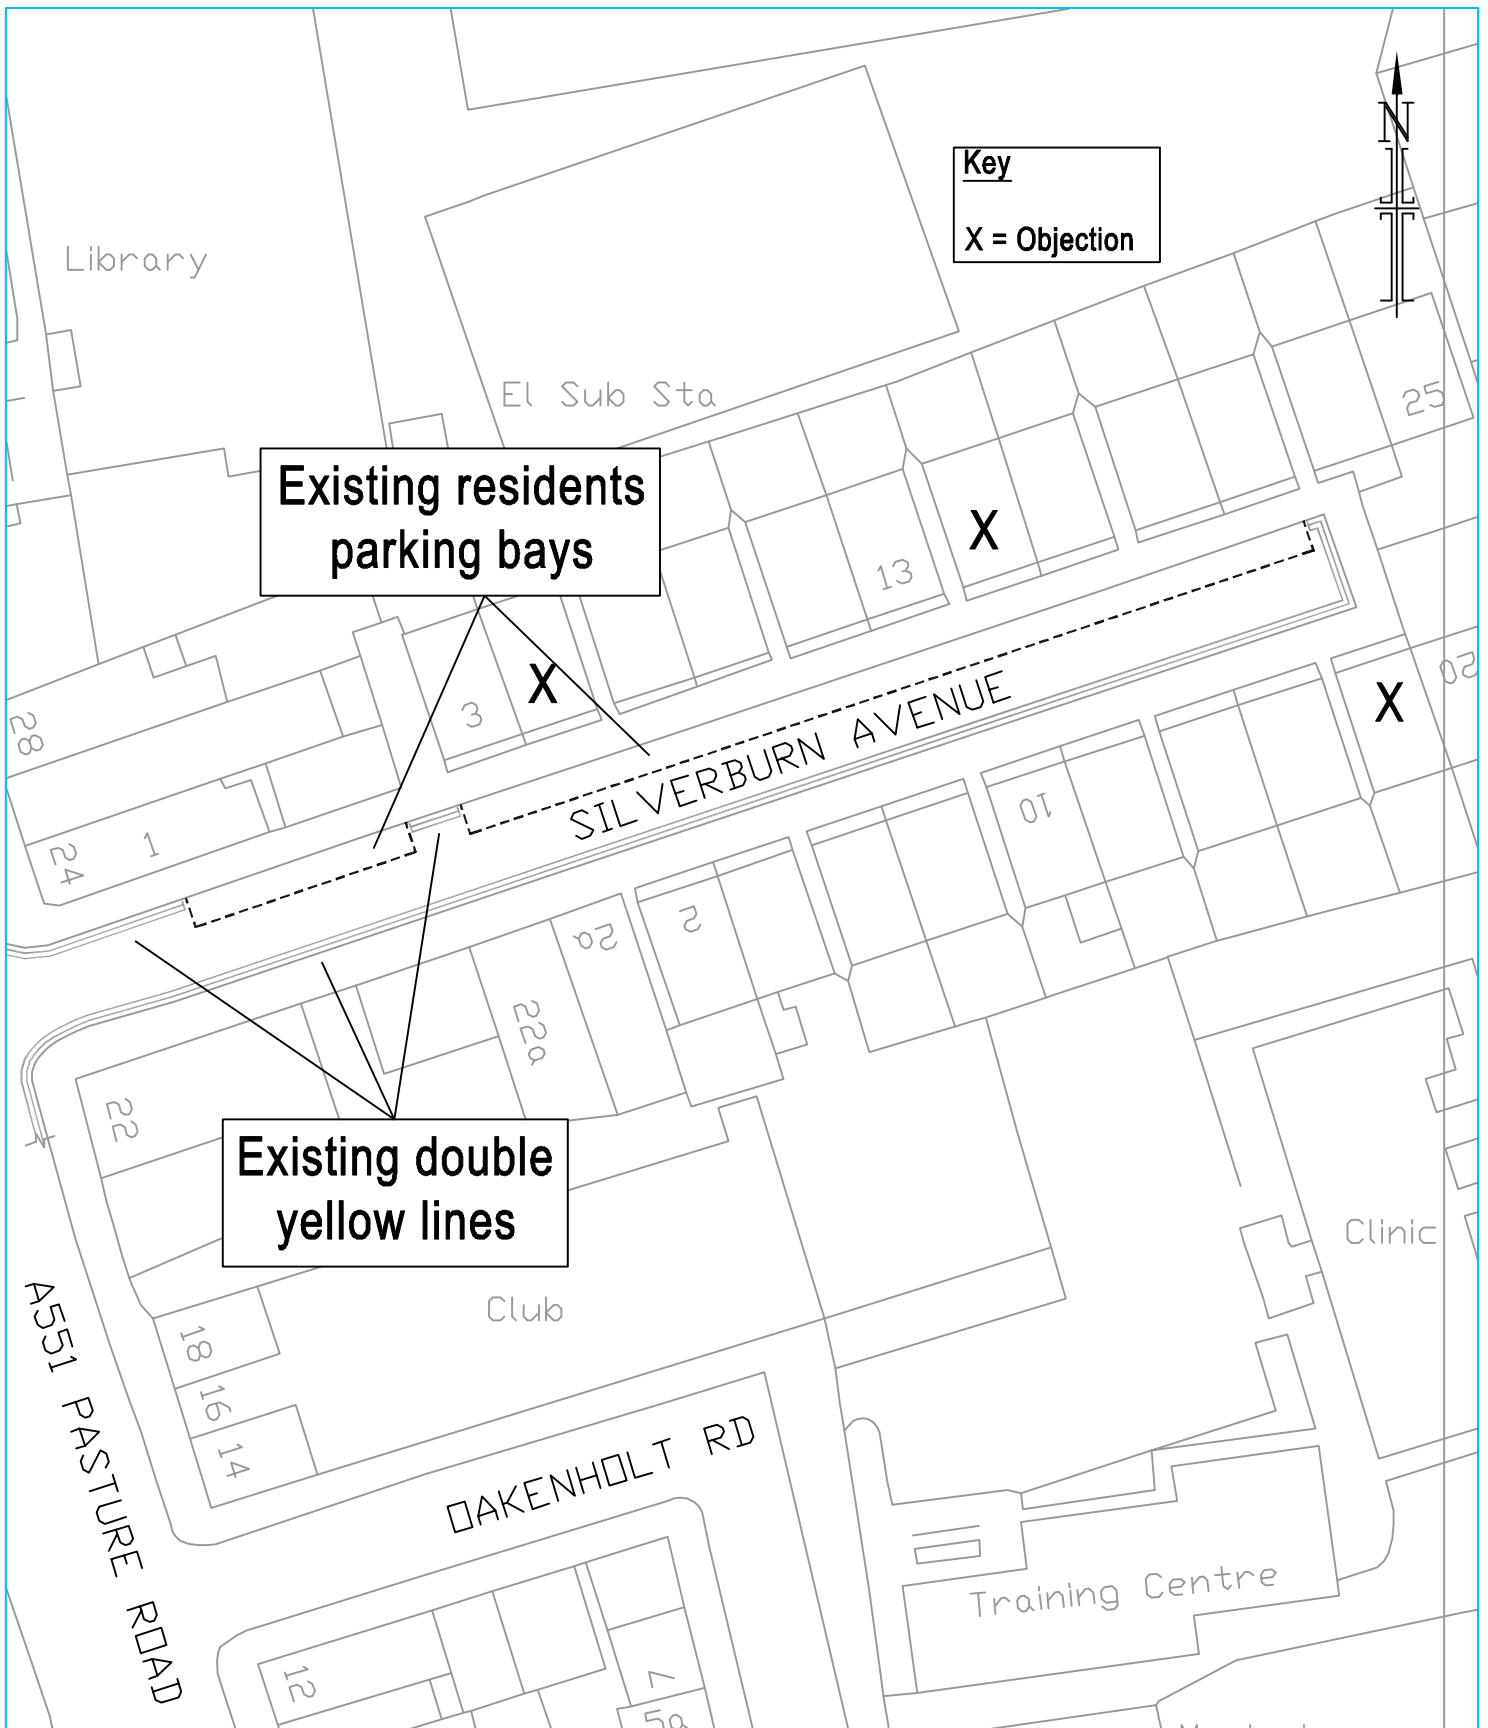 N
Key
X = Objection
Library
El Sub Sta
25
Existing residents
parking bays
X
13
X
20
X
3
28
SILVERBURN AVENUE
1
24
10
2
2a
22a
22
Existing double
yellow lines
Clinic
Club
A551 PASTURE ROAD
18
16
14
OAKENHOLT RD
Training Centre
12
7
5a